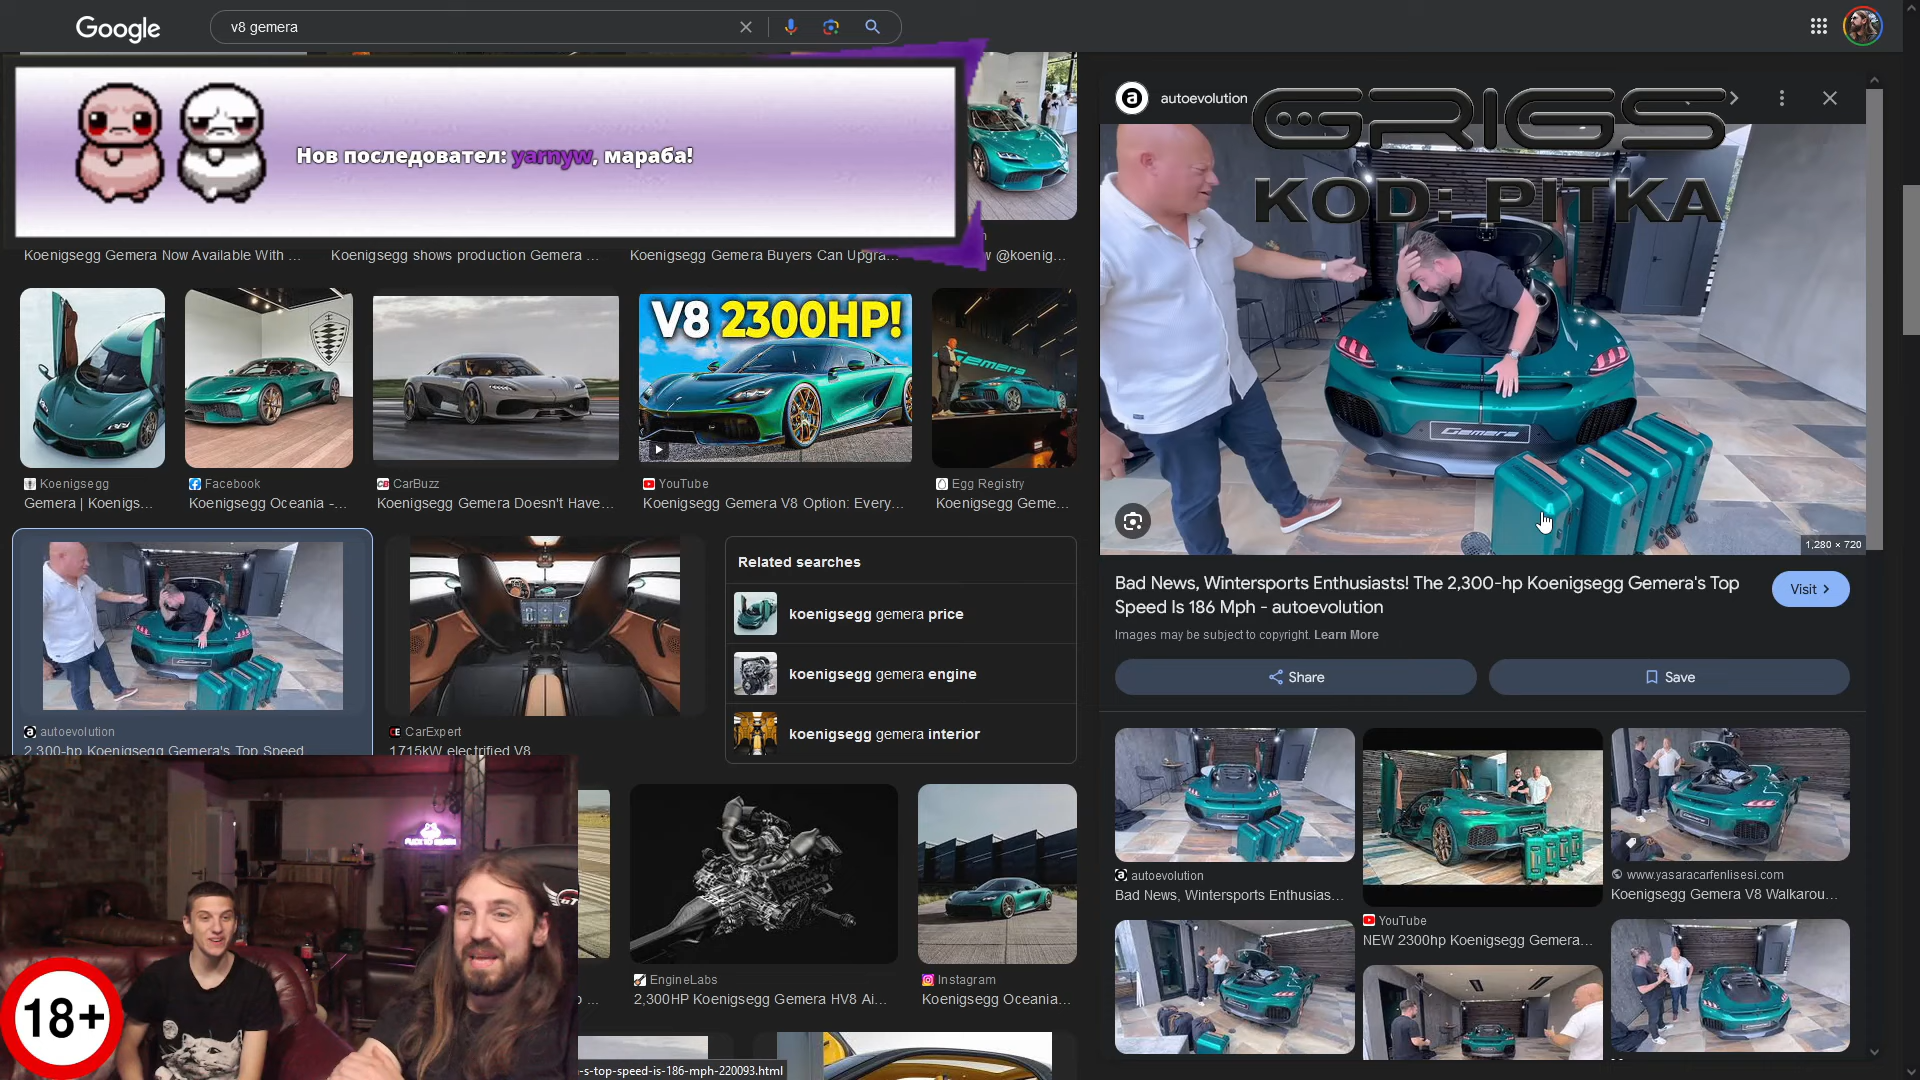 Google
v8 gemera
Нов последовател: yarnyw, мараба!
Koenigsegg Gemera Now Available With ...
Koenigsegg shows production Gemera ...
Koenigsegg Gemera Buyers Can Upgra...
@koenig...
Koenigsegg
Gemera | Koenigs...
Facebook
Koenigsegg Oceania -...
CarBuzz
Koenigsegg Gemera Doesn't Have...
V8 2300HP!
YouTube
Koenigsegg Gemera V8 Option: Every...
Gemera
Egg Registry
Koenigsegg Geme...
autoevolution
2,300-hp Koenigsegg Gemera's Top Speed
CarExpert
1715kW electrified V8
Related searches
koenigsegg gemera price
koenigsegg gemera engine
koenigsegg gemera interior
EngineLabs
2,300HP Koenigsegg Gemera HV8 Ai...
Instagram
Koenigsegg Oceania...
18+
GT
-s-top-speed-is-186-mph-220093.html
autoevolution
GRIGS
KOD: PITKA
Gemera
1,280 × 720
Bad News, Wintersports Enthusiasts! The 2,300-hp Koenigsegg Gemera's Top
Speed Is 186 Mph - autoevolution
Visit
Images may be subject to copyright. Learn More
Share
Save
autoevolution
Bad News, Wintersports Enthusias...
YouTube
NEW 2300hp Koenigsegg Gemera...
www.yasaracarfenlisesi.com
Koenigsegg Gemera V8 Walkarou...